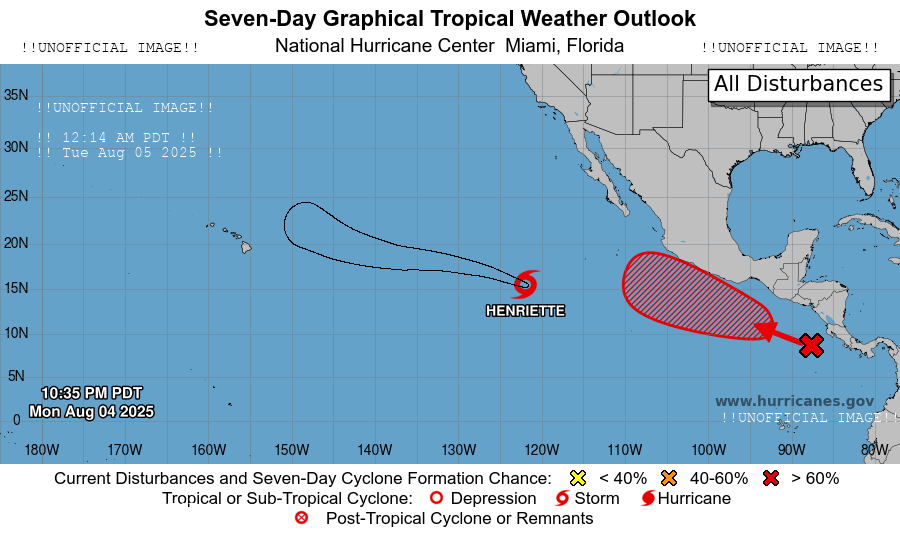 Seven-Day Graphical Tropical Weather Outlook
!!UNOFFICIAL IMAGE!! National Hurricane Center Miami, Florida !!UNOFFICIAL IMAGE!!
All Disturbances
35N
!!UNOFFICIAL IMAGE!!
!! 12:14 AM PDT !!
30N
!! Tue Aug 05 2025 !!
25N
20N
15N
HENRIETTE
10N
5N
10:35 PM PDT
Mon Aug 04 2025
www.hurricanes.gov
!!UNOFFICIAL IMAGE!!
0
180W 170W 160W 150W 140W 130W 120W 110W 100W 90W 80W
Current Disturbances and Seven-Day Cyclone Formation Chance: < 40% 40-60% > 60%
Tropical or Sub-Tropical Cyclone: Depression Storm Hurricane
Post-Tropical Cyclone or Remnants